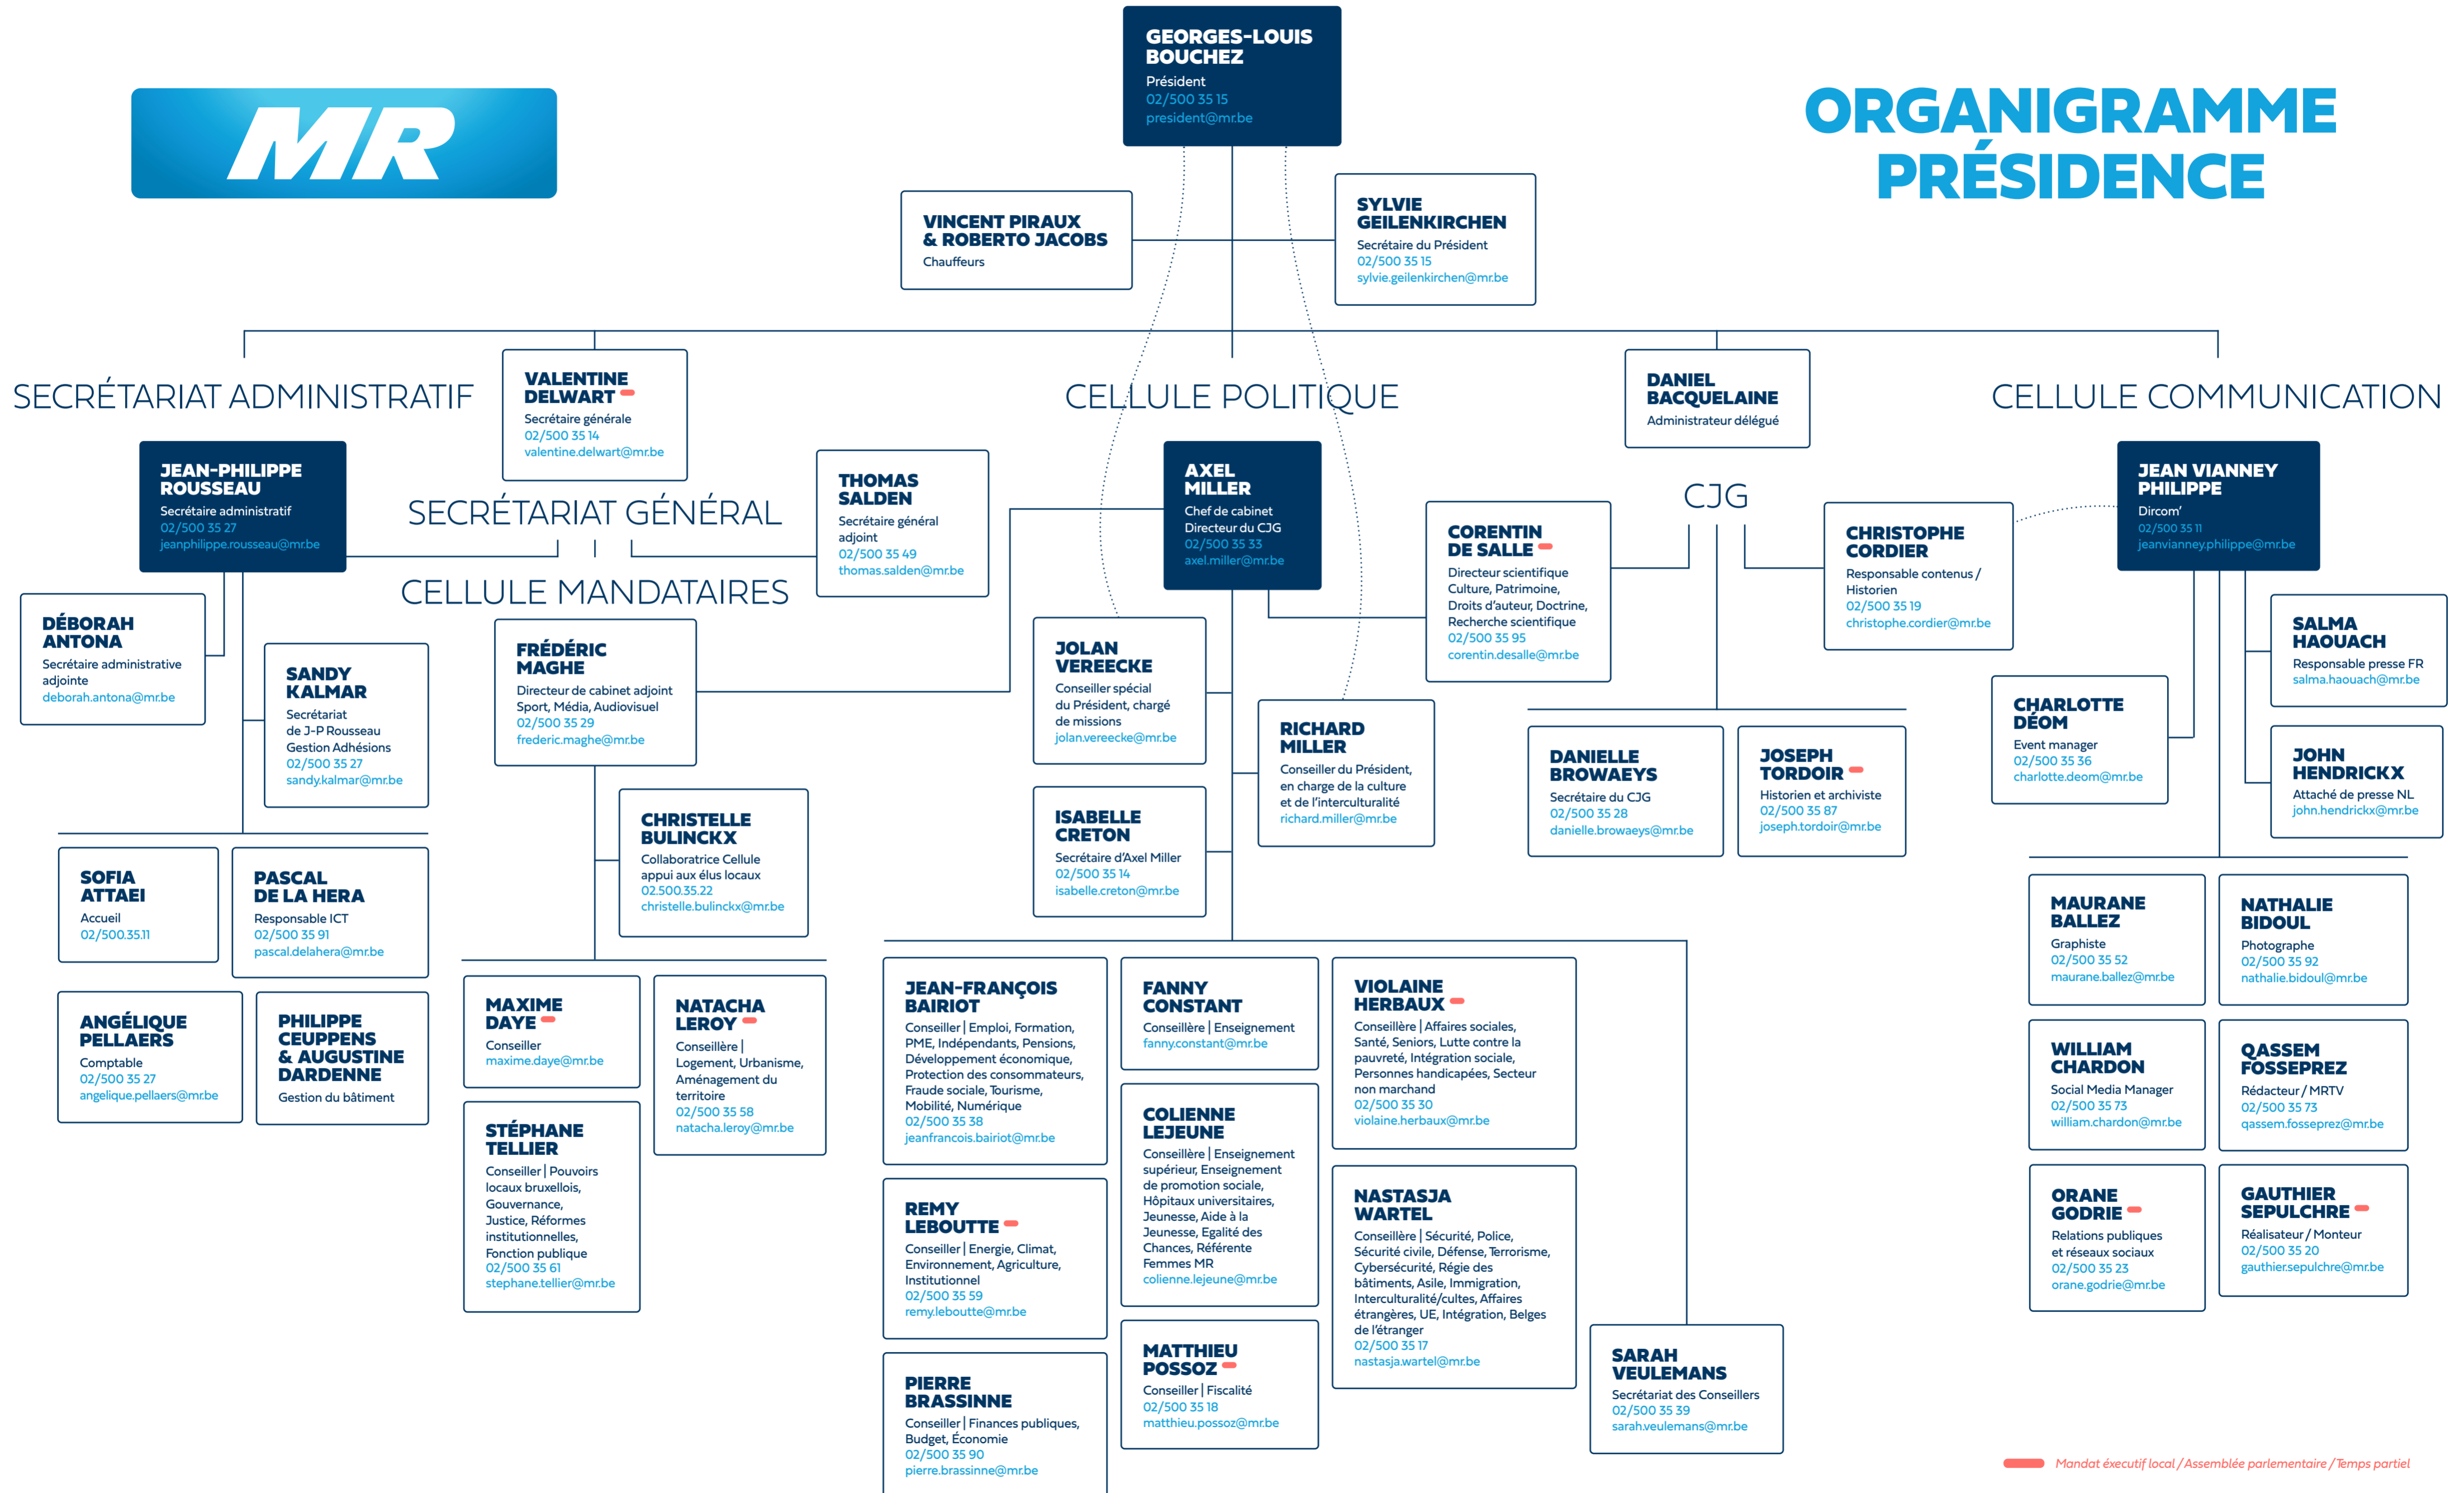 MR
ORGANIGRAMME
PRÉSIDENCE
GEORGES-LOUIS
BOUCHEZ
Président
02/500 35 15
president@mr.be
VINCENT PIRAUX
& ROBERTO JACOBS
Chauffeurs
SYLVIE
GEILENKIRCHEN
Secrétaire du Président
02/500 35 15
sylvie.geilenkirchen@mr.be
SECRÉTARIAT ADMINISTRATIF
JEAN-PHILIPPE
ROUSSEAU
Secrétaire administratif
02/500 35 27
jeanphilippe.rousseau@mr.be
DÉBORAH
ANTONA
Secrétaire administrative
adjointe
deborah.antona@mr.be
SANDY
KALMAR
Secrétariat
de J-P Rousseau
Gestion Adhésions
02/500 35 27
sandy.kalmar@mr.be
SOFIA
ATTAEI
Accueil
02/500.35.11
PASCAL
DE LA HERA
Responsable ICT
02/500 35 91
pascal.delahera@mr.be
ANGÉLIQUE
PELLAERS
Comptable
02/500 35 27
angelique.pellaers@mr.be
PHILIPPE
CEUPPENS
& AUGUSTINE
DARDENNE
Gestion du bâtiment
VALENTINE
DELWART
Secrétaire générale
02/500 35 14
valentine.delwart@mr.be
SECRÉTARIAT GÉNÉRAL
THOMAS
SALDEN
Secrétaire général
adjoint
02/500 35 49
thomas.salden@mr.be
CELLULE MANDATAIRES
FRÉDÉRIC
MAGHE
Directeur de cabinet adjoint
Sport, Média, Audiovisuel
02/500 35 29
frederic.maghe@mr.be
CHRISTELLE
BULINCKX
Collaboratrice Cellule
appui aux élus locaux
02.500.35.22
christelle.bulinckx@mr.be
MAXIME
DAYE
Conseiller
maxime.daye@mr.be
NATACHA
LEROY
Conseillère |
Logement, Urbanisme,
Aménagement du
territoire
02/500 35 58
natacha.leroy@mr.be
STÉPHANE
TELLIER
Conseiller | Pouvoirs
locaux bruxellois,
Gouvernance,
Justice, Réformes
institutionnelles,
Fonction publique
02/500 35 61
stephane.tellier@mr.be
CELLULE POLITIQUE
AXEL
MILLER
Chef de cabinet
Directeur du CJG
02/500 35 33
axel.miller@mr.be
JOLAN
VEREECKE
Conseiller spécial
du Président, chargé
de missions
jolan.vereecke@mr.be
RICHARD
MILLER
Conseiller du Président,
en charge de la culture
et de l'interculturalité
richard.miller@mr.be
ISABELLE
CRETON
Secrétaire d'Axel Miller
02/500 35 14
isabelle.creton@mr.be
JEAN-FRANÇOIS
BAIRIOT
Conseiller | Emploi, Formation,
PME, Indépendants, Pensions,
Développement économique,
Protection des consommateurs,
Fraude sociale, Tourisme,
Mobilité, Numérique
02/500 35 38
jeanfrancois.bairiot@mr.be
REMY
LEBOUTTE
Conseiller | Energie, Climat,
Environnement, Agriculture,
Institutionnel
02/500 35 59
remy.leboutte@mr.be
PIERRE
BRASSINNE
Conseiller | Finances publiques,
Budget, Économie
02/500 35 90
pierre.brassinne@mr.be
FANNY
CONSTANT
Conseillère | Enseignement
fanny.constant@mr.be
COLIENNE
LEJEUNE
Conseillère | Enseignement
supérieur, Enseignement
de promotion sociale,
Hôpitaux universitaires,
Jeunesse, Aide à la
Jeunesse, Egalité des
Chances, Référente
Femmes MR
colienne.lejeune@mr.be
MATTHIEU
POSSOZ
Conseiller | Fiscalité
02/500 35 18
matthieu.possoz@mr.be
VIOLAINE
HERBAUX
Conseillère | Affaires sociales,
Santé, Seniors, Lutte contre la
pauvreté, Intégration sociale,
Personnes handicapées, Secteur
non marchand
02/500 35 30
violaine.herbaux@mr.be
NASTASJA
WARTEL
Conseillère | Sécurité, Police,
Sécurité civile, Défense, Terrorisme,
Cybersécurité, Régie des
bâtiments, Asile, Immigration,
Interculturalité/cultes, Affaires
étrangères, UE, Intégration, Belges
de l'étranger
02/500 35 17
nastasja.wartel@mr.be
SARAH
VEULEMANS
Secrétariat des Conseillers
02/500 35 39
sarah.veulemans@mr.be
DANIEL
BACQUELAINE
Administrateur délégué
CJG
CORENTIN
DE SALLE
Directeur scientifique
Culture, Patrimoine,
Droits d'auteur, Doctrine,
Recherche scientifique
02/500 35 95
corentin.desalle@mr.be
CHRISTOPHE
CORDIER
Responsable contenus /
Historien
02/500 35 19
christophe.cordier@mr.be
DANIELLE
BROWAEYS
Secrétaire du CJG
02/500 35 28
danielle.browaeys@mr.be
JOSEPH
TORDOIR
Historien et archiviste
02/500 35 87
joseph.tordoir@mr.be
CELLULE COMMUNICATION
JEAN VIANNEY
PHILIPPE
Dircom'
02/500 35 11
jeanvianney.philippe@mr.be
SALMA
HAOUACH
Responsable presse FR
salma.haouach@mr.be
CHARLOTTE
DÉOM
Event manager
02/500 35 36
charlotte.deom@mr.be
JOHN
HENDRICKX
Attaché de presse NL
john.hendrickx@mr.be
MAURANE
BALLEZ
Graphiste
02/500 35 52
maurane.ballez@mr.be
NATHALIE
BIDOUL
Photographe
02/500 35 92
nathalie.bidoul@mr.be
WILLIAM
CHARDON
Social Media Manager
02/500 35 73
william.chardon@mr.be
QASSEM
FOSSEPREZ
Rédacteur / MRTV
02/500 35 73
qassem.fosseprez@mr.be
ORANE
GODRIE
Relations publiques
et réseaux sociaux
02/500 35 23
orane.godrie@mr.be
GAUTHIER
SEPULCHRE
Réalisateur / Monteur
02/500 35 20
gauthier.sepulchre@mr.be
Mandat éxecutif local / Assemblée parlementaire / Temps partiel